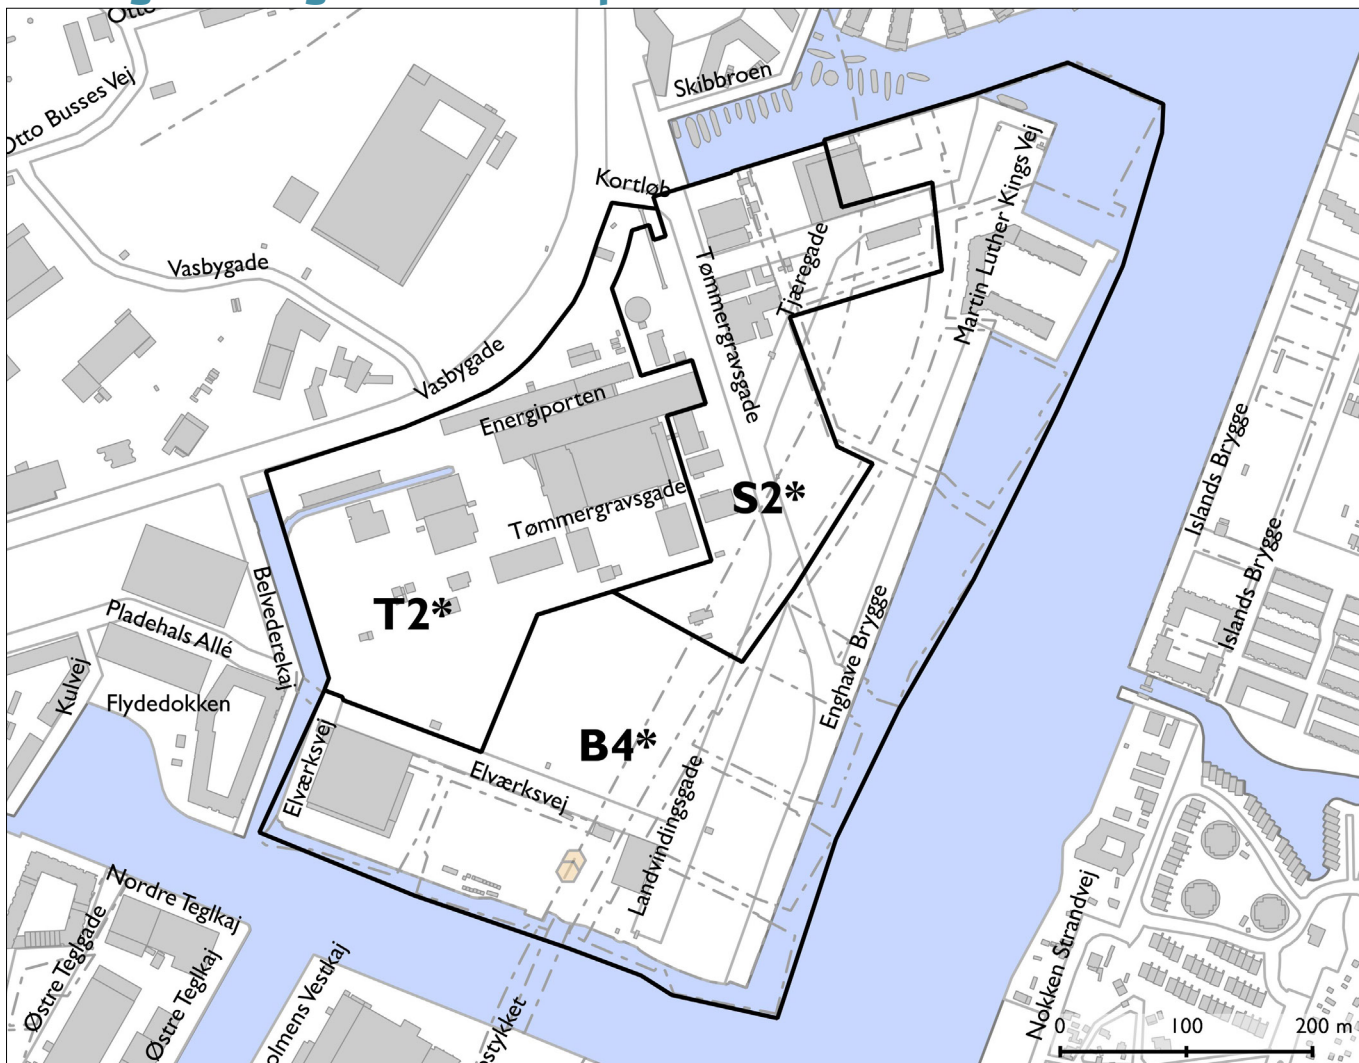 Otto Busses Vej
Skibbroen
Kortløb
Martin Luther Kings Vej
Vasbygade
Tjæregade
Tømmergravsgade
Vasbygade
Energiporten
Islands Brygge
S2*
Tømmergravsgade
Islands Brygge
Belvederekaj
T2*
Pladehals Allé
Enghave Brygge
Kulvej
Flydedokken
B4*
Elværksvej
Elværksvej
Landvindingsgade
Nordre Teglkaj
Nokken Strandvej
Østre Teglgade
Østre Teglkaj
olmens Vestkaj
ostykket
0 100 200 m